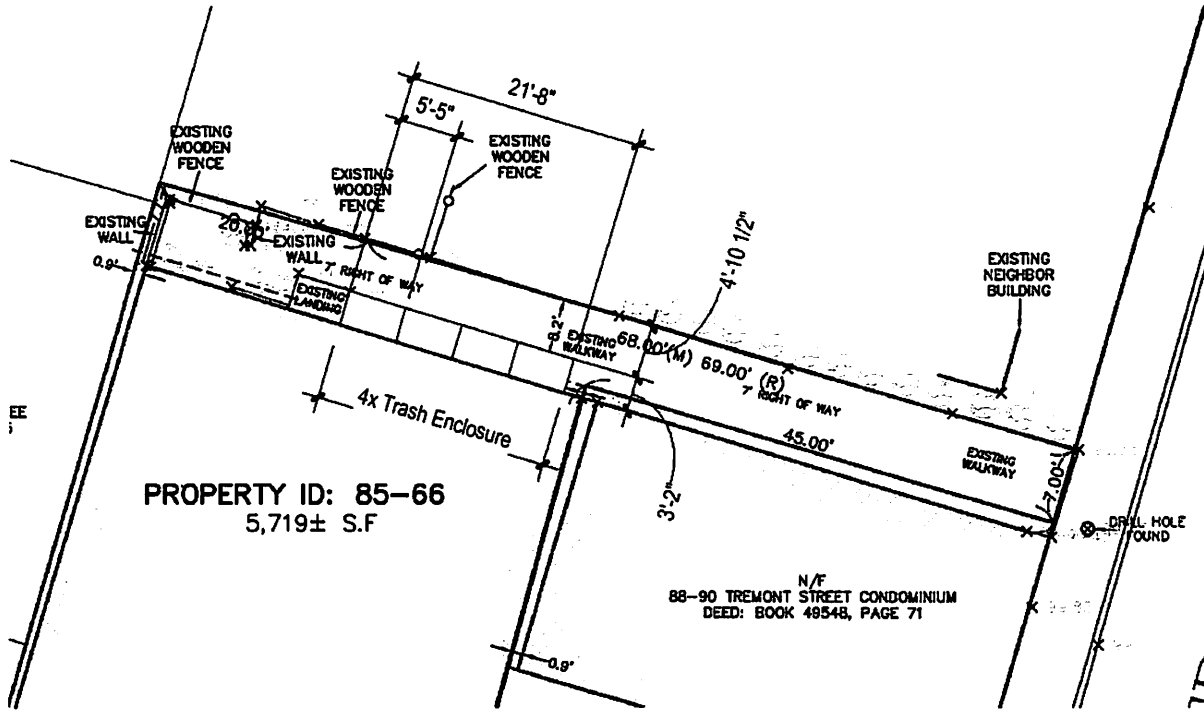 21'-8"
5'-5"
EXISTING
WOODEN
FENCE
EXISTING
WOODEN
FENCE
EXISTING
WOODEN
FENCE
EXISTING
WALL
EXISTING
WALL
0.9'
7' RIGHT OF WAY
EXISTING
LANDING
4'-10 1/2"
EXISTING
NEIGHBOR
BUILDING
8.2'
EXISTING
WALKWAY
68.00'(M) 69.00' (R)
7' RIGHT OF WAY
45.00'
EXISTING
WALKWAY
7.00'
4x Trash Enclosure
3'-2"
DRILL HOLE
FOUND
EE
PROPERTY ID: 85-66
5,719± S.F
N/F
88-90 TREMONT STREET CONDOMINIUM
DEED: BOOK 49548, PAGE 71
0.9'